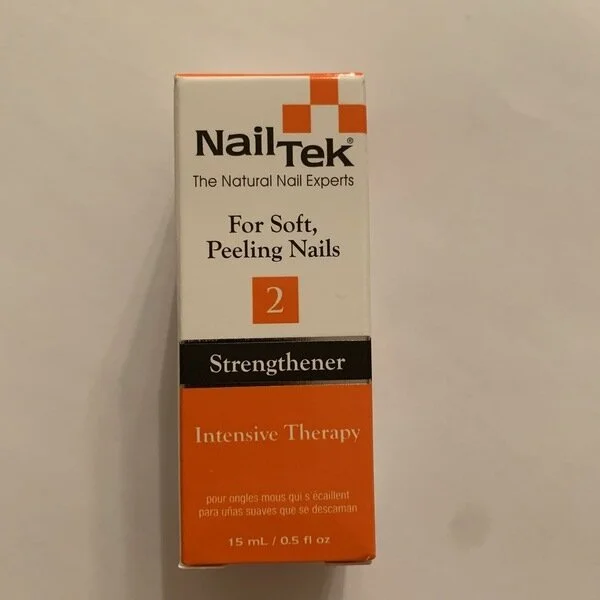 NailTek®
The Natural Nail Experts
For Soft,
Peeling Nails
2
Strengthener
Intensive Therapy
pour ongles mous qui s écaillent
para uñas suaves que se descaman
15 mL / 0.5 fl oz